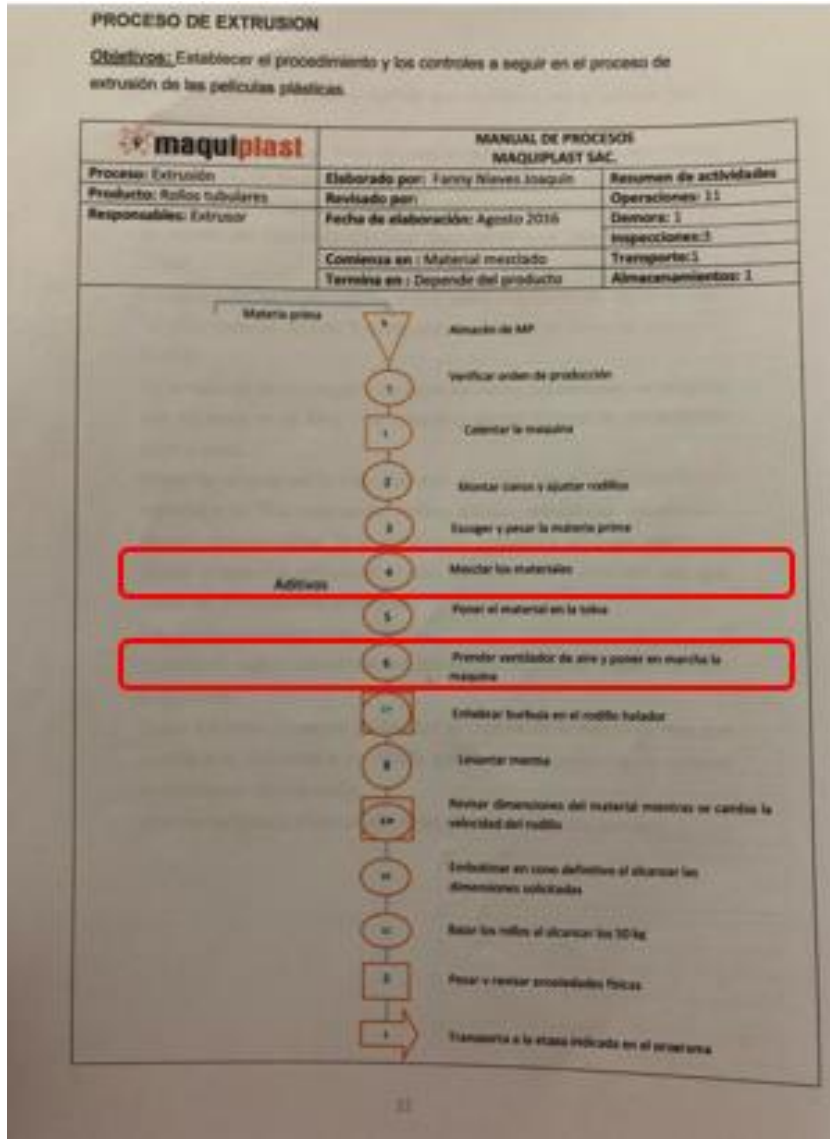 PROCESO DE EXTRUSION
Objetivos: Establecer el procedimiento y los controles a seguir en el proceso de
extrusión de las películas plásticas
maquiplast
MANUAL DE PROCESOS
MAQUIPLAST SAC.
Proceso: Extrusión
Elaborado por: Fanny Nieves Joaquin
Resumen de actividades
Producto: Rollos tubulares
Revisado por:
Operaciones: 11
Responsables: Extrusor
Fecha de elaboración: Agosto 2016
Demora: 1
Inspecciones:3
Comienza en : Material mezclado
Transporte:1
Termina en : Depende del producto
Almacenamientos: 1
Materia prima
Almacén de MP
1
Verificar orden de producción
1
Calentar la maquina
2
Montar conos y ajustar rodillos
3
Escoger y pesar la materia prima
Aditivos
4
Mezclar los materiales
5
Poner el material en la tolva
6
Prender ventilador de aire y poner en marcha la
maquina
Enhebrar burbuja en el rodillo halador
8
Levantar merma
Revisar dimensiones del material mientras se cambia la
velocidad del rodillo
Embobinar en cono definitivo al alcanzar las
dimensiones solicitadas
Bajar los rollos al alcanzar los 50 kg
Pesar y revisar propiedades físicas
Transporta a la etapa indicada en el programa